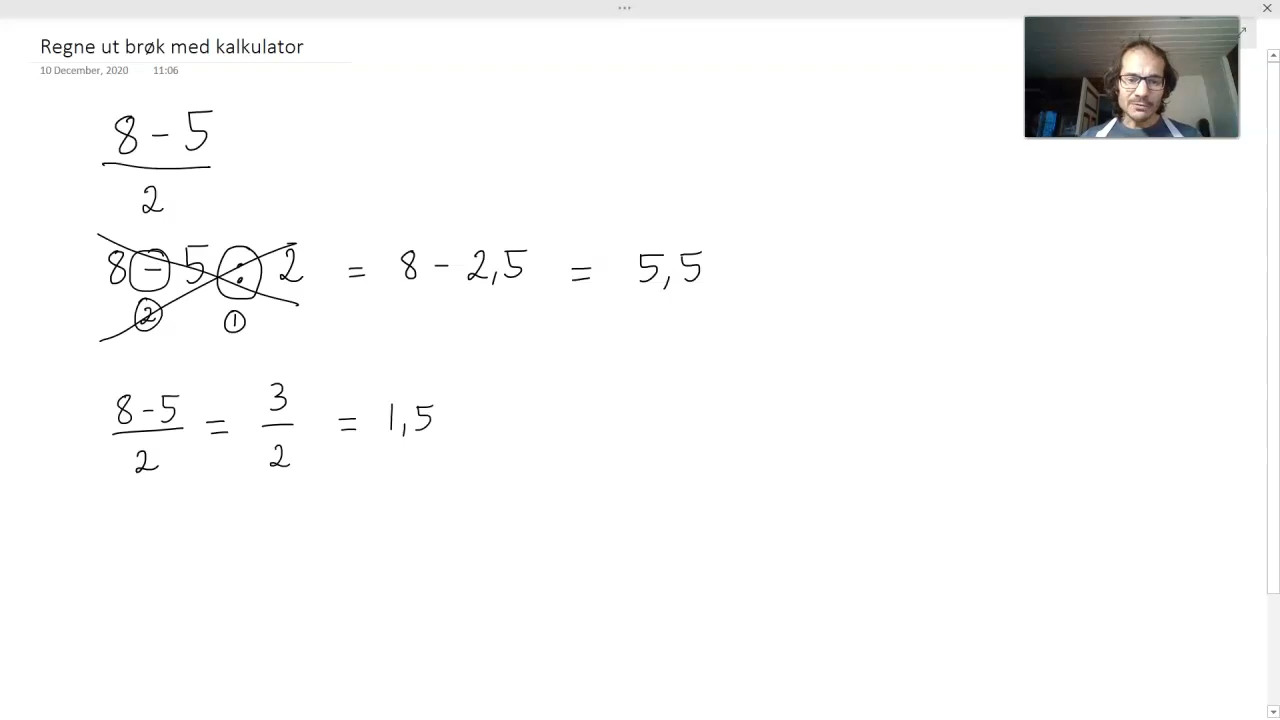 Regne ut brøk med kalkulator
10 December, 2020 11:06
8 - 5
2
8 - 5 : 2 = 8 - 2,5 = 5,5
2 1
8-5 = 3 = 1,5
2 2